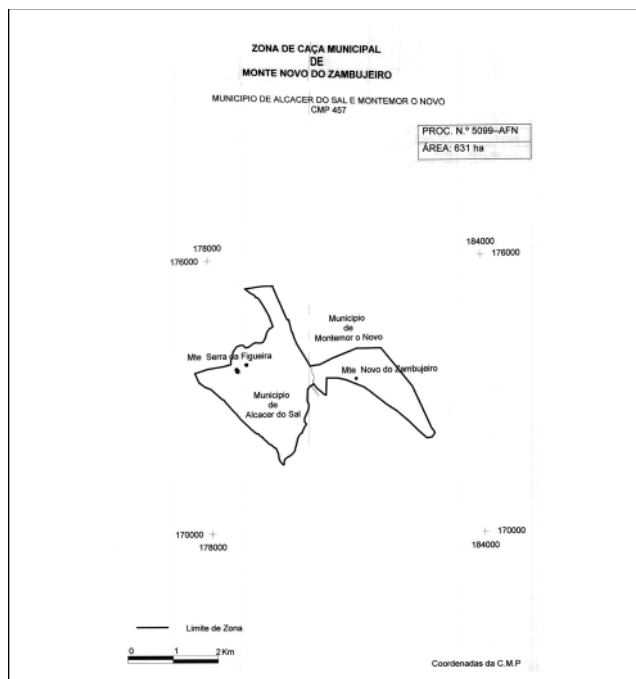 ZONA DE CAÇA MUNICIPAL
DE
MONTE NOVO DO ZAMBUJEIRO
MUNICIPIO DE ALCACER DO SAL E MONTEMOR O NOVO
CMP 457
PROC. N.º 5099–AFN
ÁREA: 631 ha
178000
176000
184000
176000
Municipio
de
Montemor o Novo
Mte Serra da Figueira
Mte Novo do Zambujeiro
Municipio
de
Alcacer do Sal
170000
178000
170000
184000
Limite de Zona
0 1 2 Km
Coordenadas da C.M.P